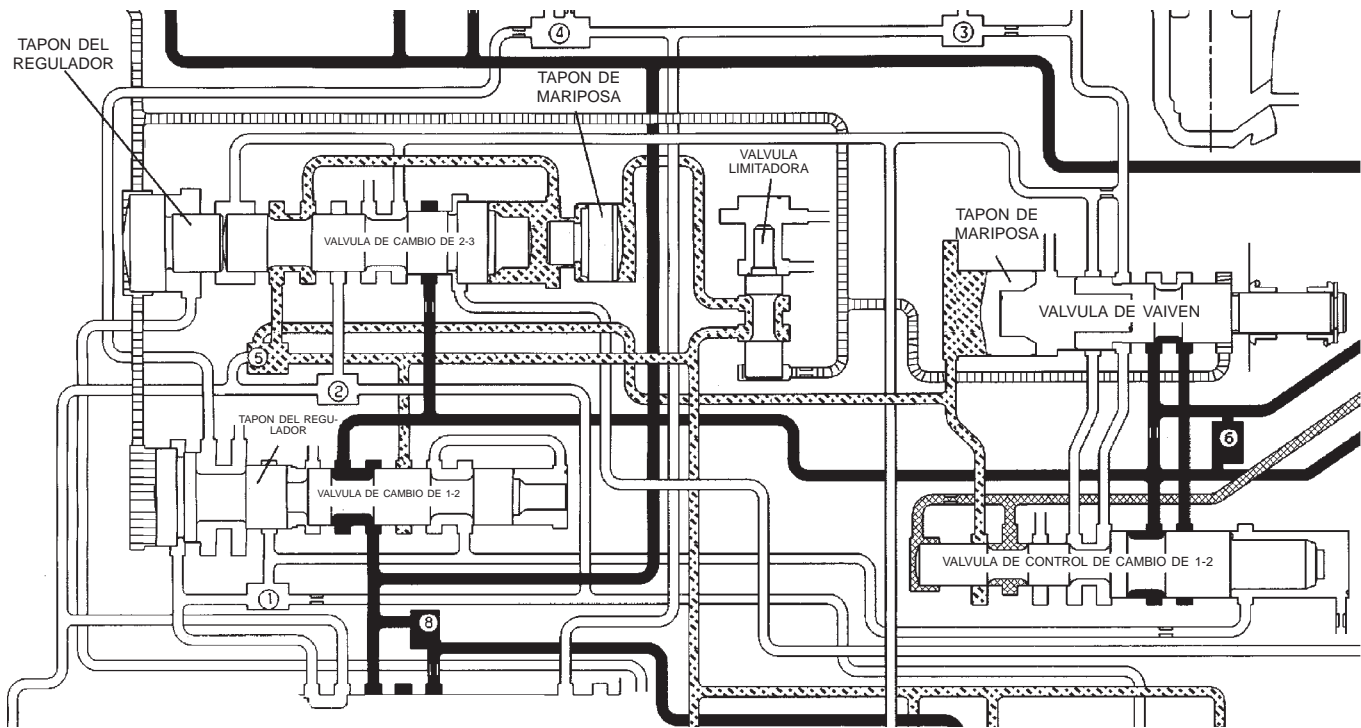 4
3
TAPON DEL
REGULADOR
TAPON DE
MARIPOSA
VALVULA
LIMITADORA
TAPON DE
MARIPOSA
VALVULA DE CAMBIO DE 2-3
VALVULA DE VAIVEN
5
2
TAPON DEL REGU-
LADOR
6
VALVULA DE CAMBIO DE 1-2
VALVULA DE CONTROL DE CAMBIO DE 1-2
1
8